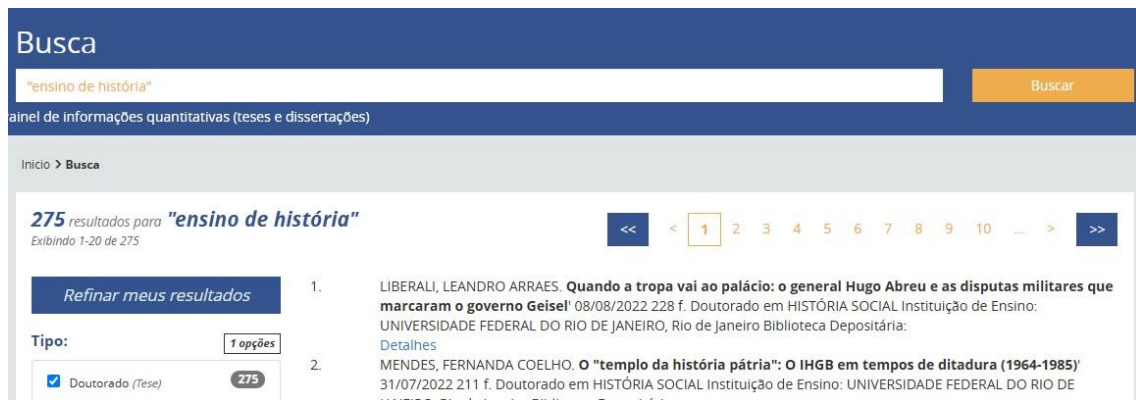 Busca
"ensino de história"
Buscar
ainel de informações quantitativas (teses e dissertações)
Inicio > Busca
275 resultados para "ensino de história"
Exibindo 1-20 de 275
<< < 1 2 3 4 5 6 7 8 9 10 ... > >>
Refinar meus resultados
Tipo: 1 opções
Doutorado (Tese) 275
1. LIBERALI, LEANDRO ARRAES. Quando a tropa vai ao palácio: o general Hugo Abreu e as disputas militares que
marcaram o governo Geisel' 08/08/2022 228 f. Doutorado em HISTÓRIA SOCIAL Instituição de Ensino:
UNIVERSIDADE FEDERAL DO RIO DE JANEIRO, Rio de Janeiro Biblioteca Depositária:
Detalhes
2. MENDES, FERNANDA COELHO. O "templo da história pátria": O IHGB em tempos de ditadura (1964-1985)'
31/07/2022 211 f. Doutorado em HISTÓRIA SOCIAL Instituição de Ensino: UNIVERSIDADE FEDERAL DO RIO DE